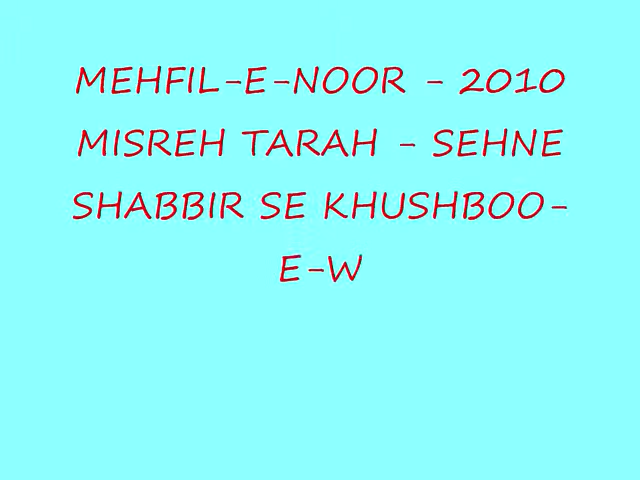 MEHFIL-E-NOOR - 2010
MISREH TARAH - SEHNE
SHABBIR SE KHUSHBOO-
E-W